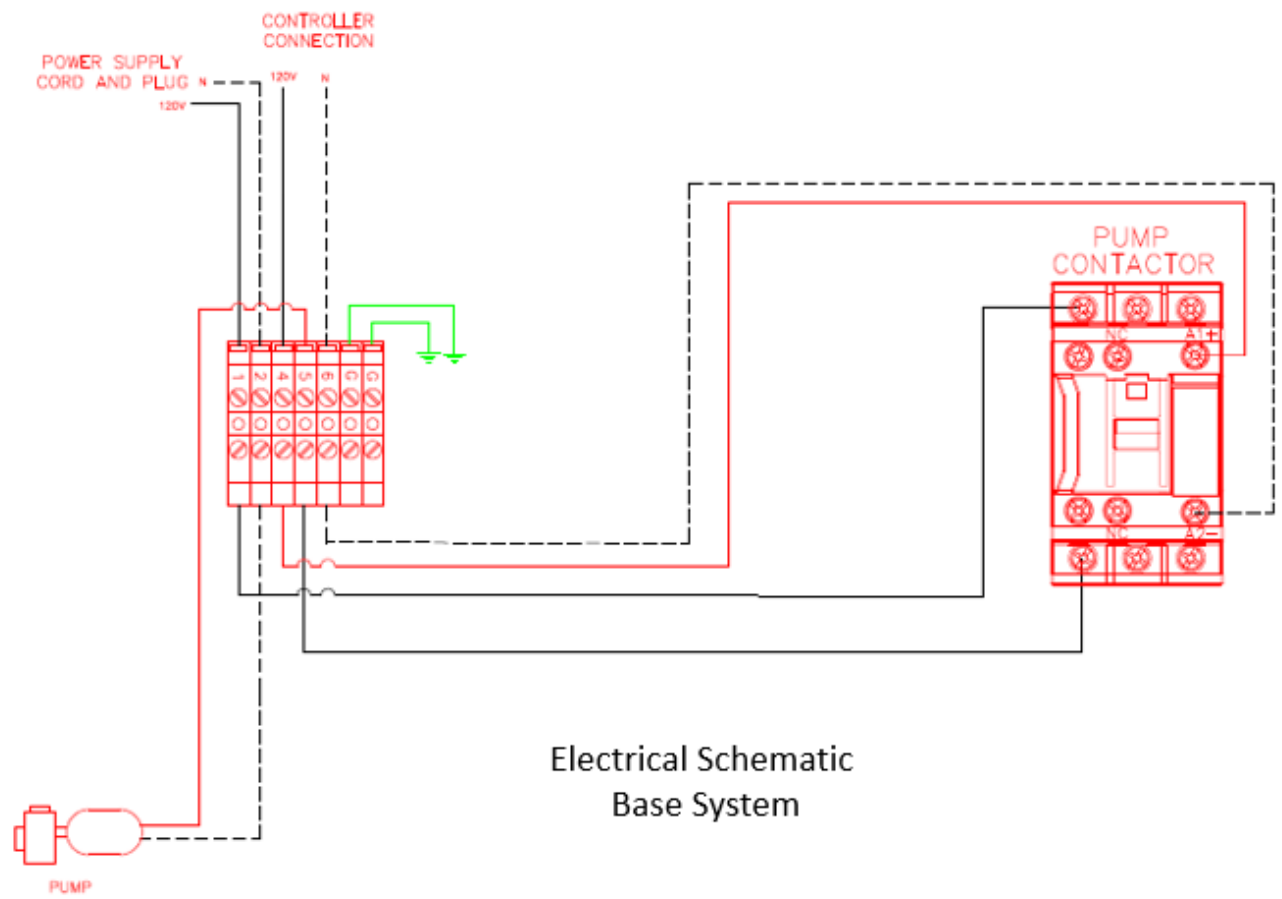 CONTROLLER
CONNECTION
POWER SUPPLY
CORD AND PLUG N
120V
120V N
PUMP
CONTACTOR
NC A1+
1 2 4 5 6 G G
NC A2-
Electrical Schematic
Base System
PUMP